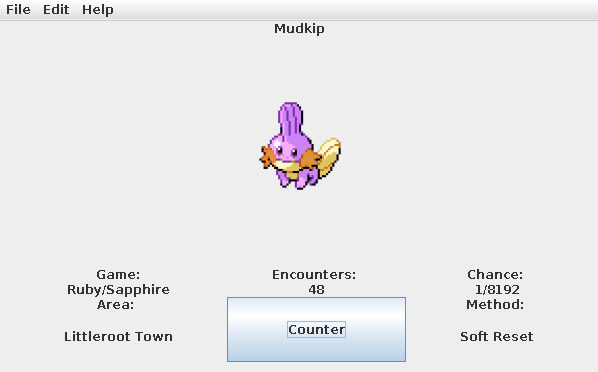 File Edit Help
Mudkip
Game: Encounters: Chance:
Ruby/Sapphire 48 1/8192
Area: Method:
Littleroot Town Counter Soft Reset